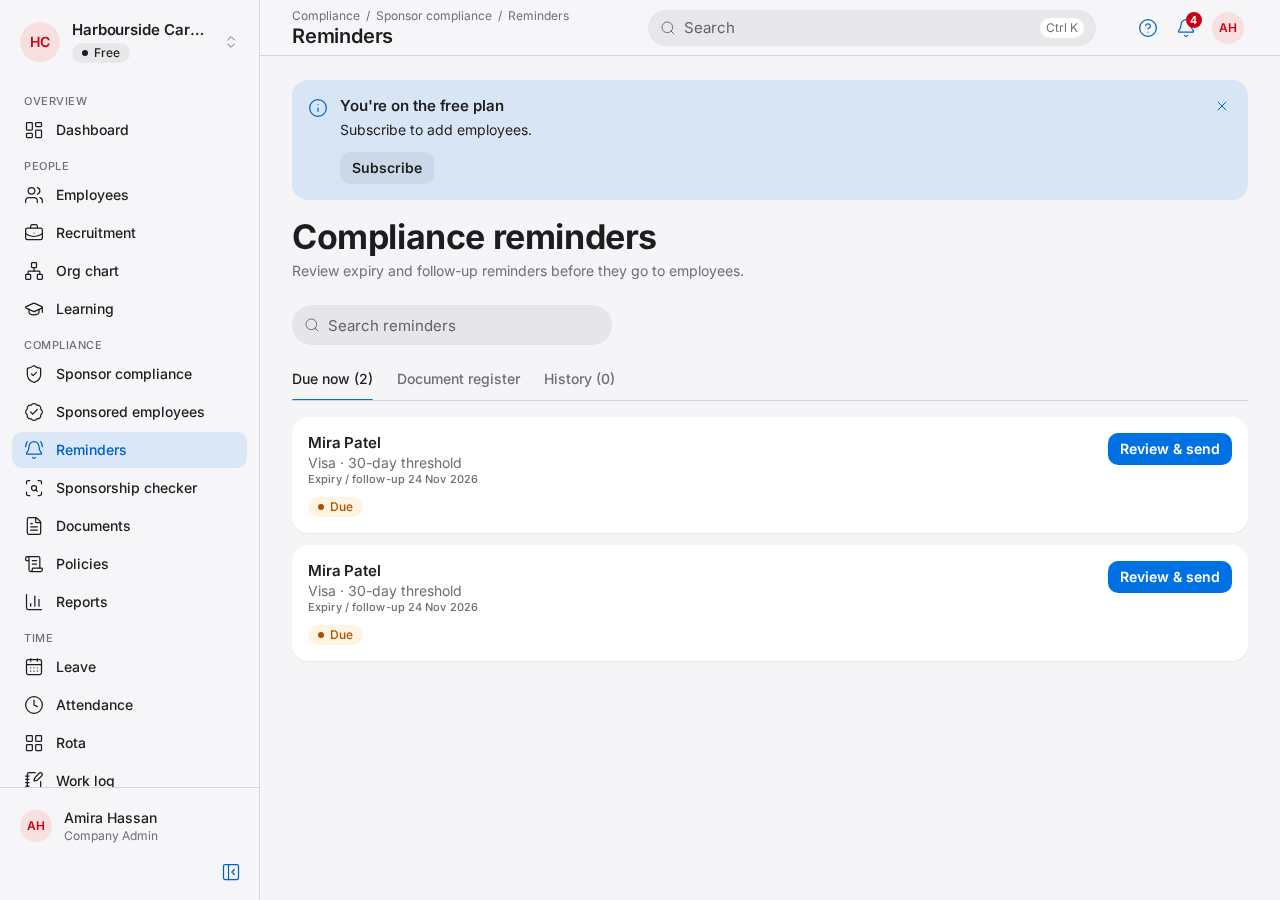 HC
Harbourside Car...
Free
OVERVIEW
Dashboard
PEOPLE
Employees
Recruitment
Org chart
Learning
COMPLIANCE
Sponsor compliance
Sponsored employees
Reminders
Sponsorship checker
Documents
Policies
Reports
TIME
Leave
Attendance
Rota
Work log
AH
Amira Hassan
Company Admin
Compliance / Sponsor compliance / Reminders
Reminders
Search
Ctrl K
4
AH
You're on the free plan
Subscribe to add employees.
Subscribe
Compliance reminders
Review expiry and follow-up reminders before they go to employees.
Search reminders
Due now (2)
Document register
History (0)
Mira Patel
Visa · 30-day threshold
Expiry / follow-up 24 Nov 2026
Due
Review & send
Mira Patel
Visa · 30-day threshold
Expiry / follow-up 24 Nov 2026
Due
Review & send